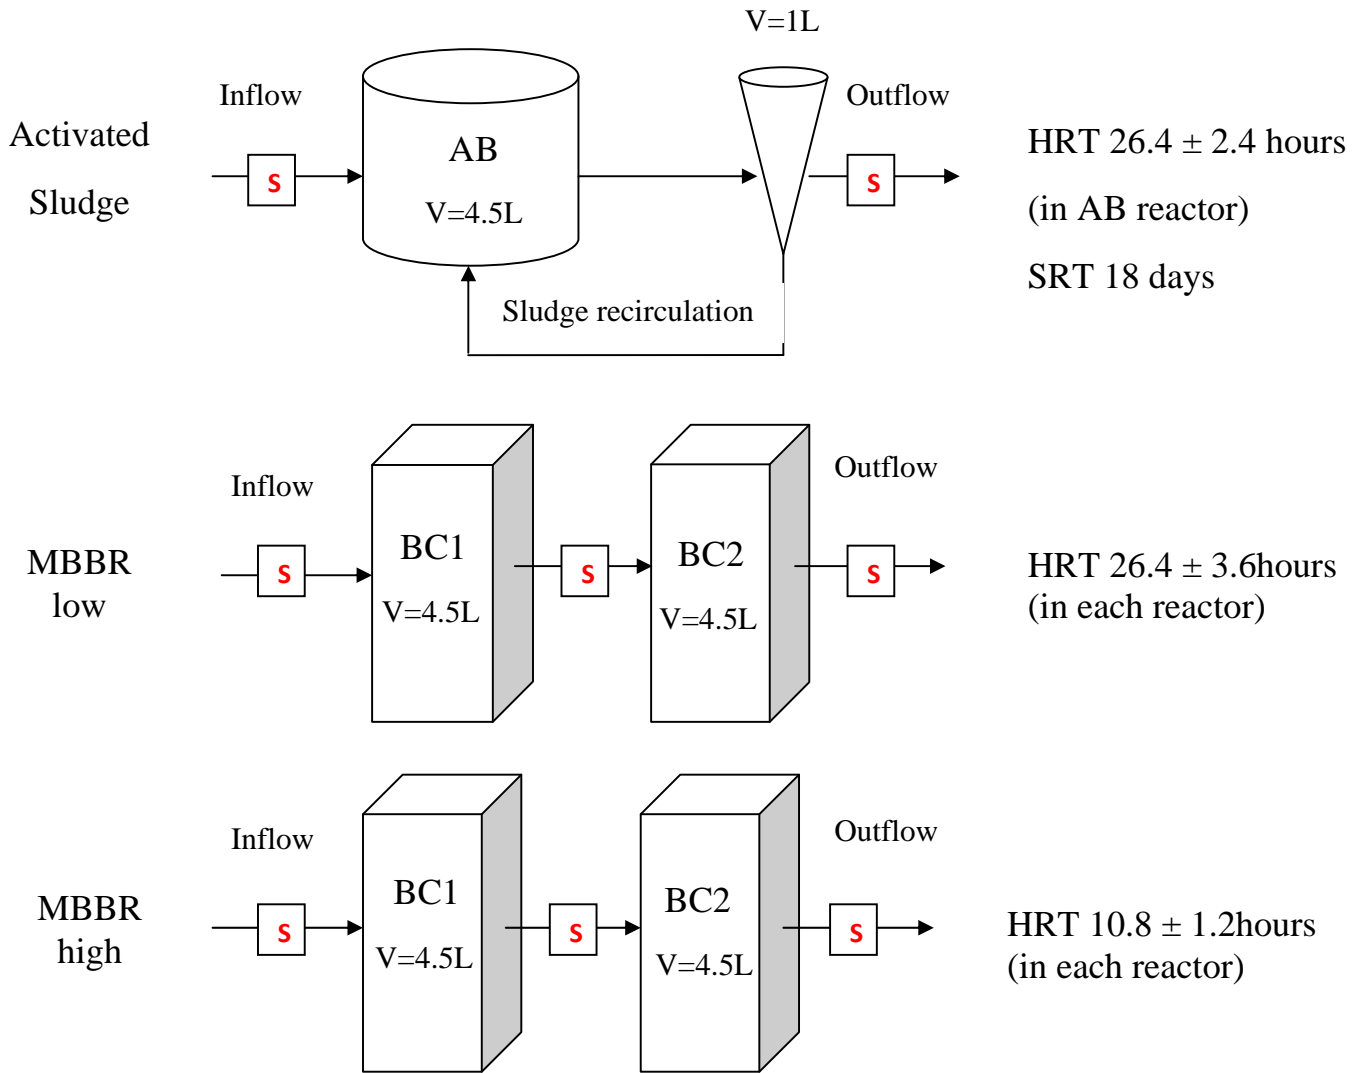 V=1L
Inflow
Outflow
Activated
Sludge
S
AB
V=4.5L
S
HRT 26.4 ± 2.4 hours
(in AB reactor)
SRT 18 days
Sludge recirculation
Inflow
Outflow
MBBR
low
S
BC1
V=4.5L
S
BC2
V=4.5L
S
HRT 26.4 ± 3.6hours
(in each reactor)
Inflow
Outflow
MBBR
high
S
BC1
V=4.5L
S
BC2
V=4.5L
S
HRT 10.8 ± 1.2hours
(in each reactor)